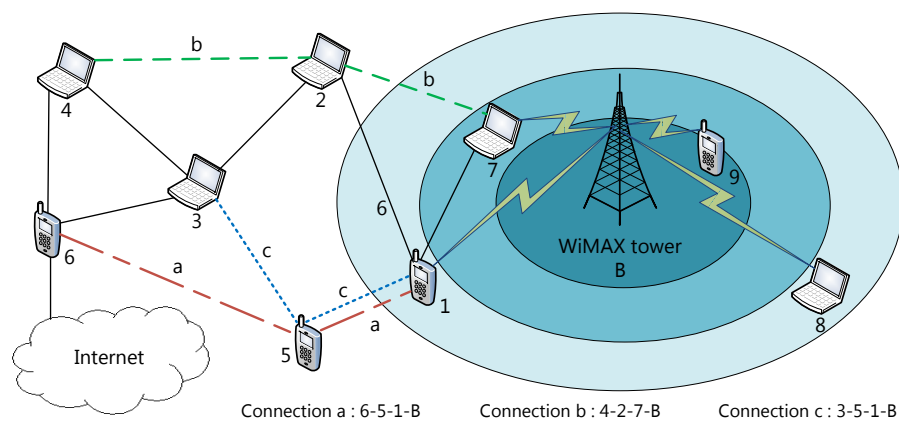 b
4
2
b
7
9
3
6
c
6
WiMAX tower
B
a
c
1
a
8
5
Internet
Connection a : 6-5-1-B
Connection b : 4-2-7-B
Connection c : 3-5-1-B